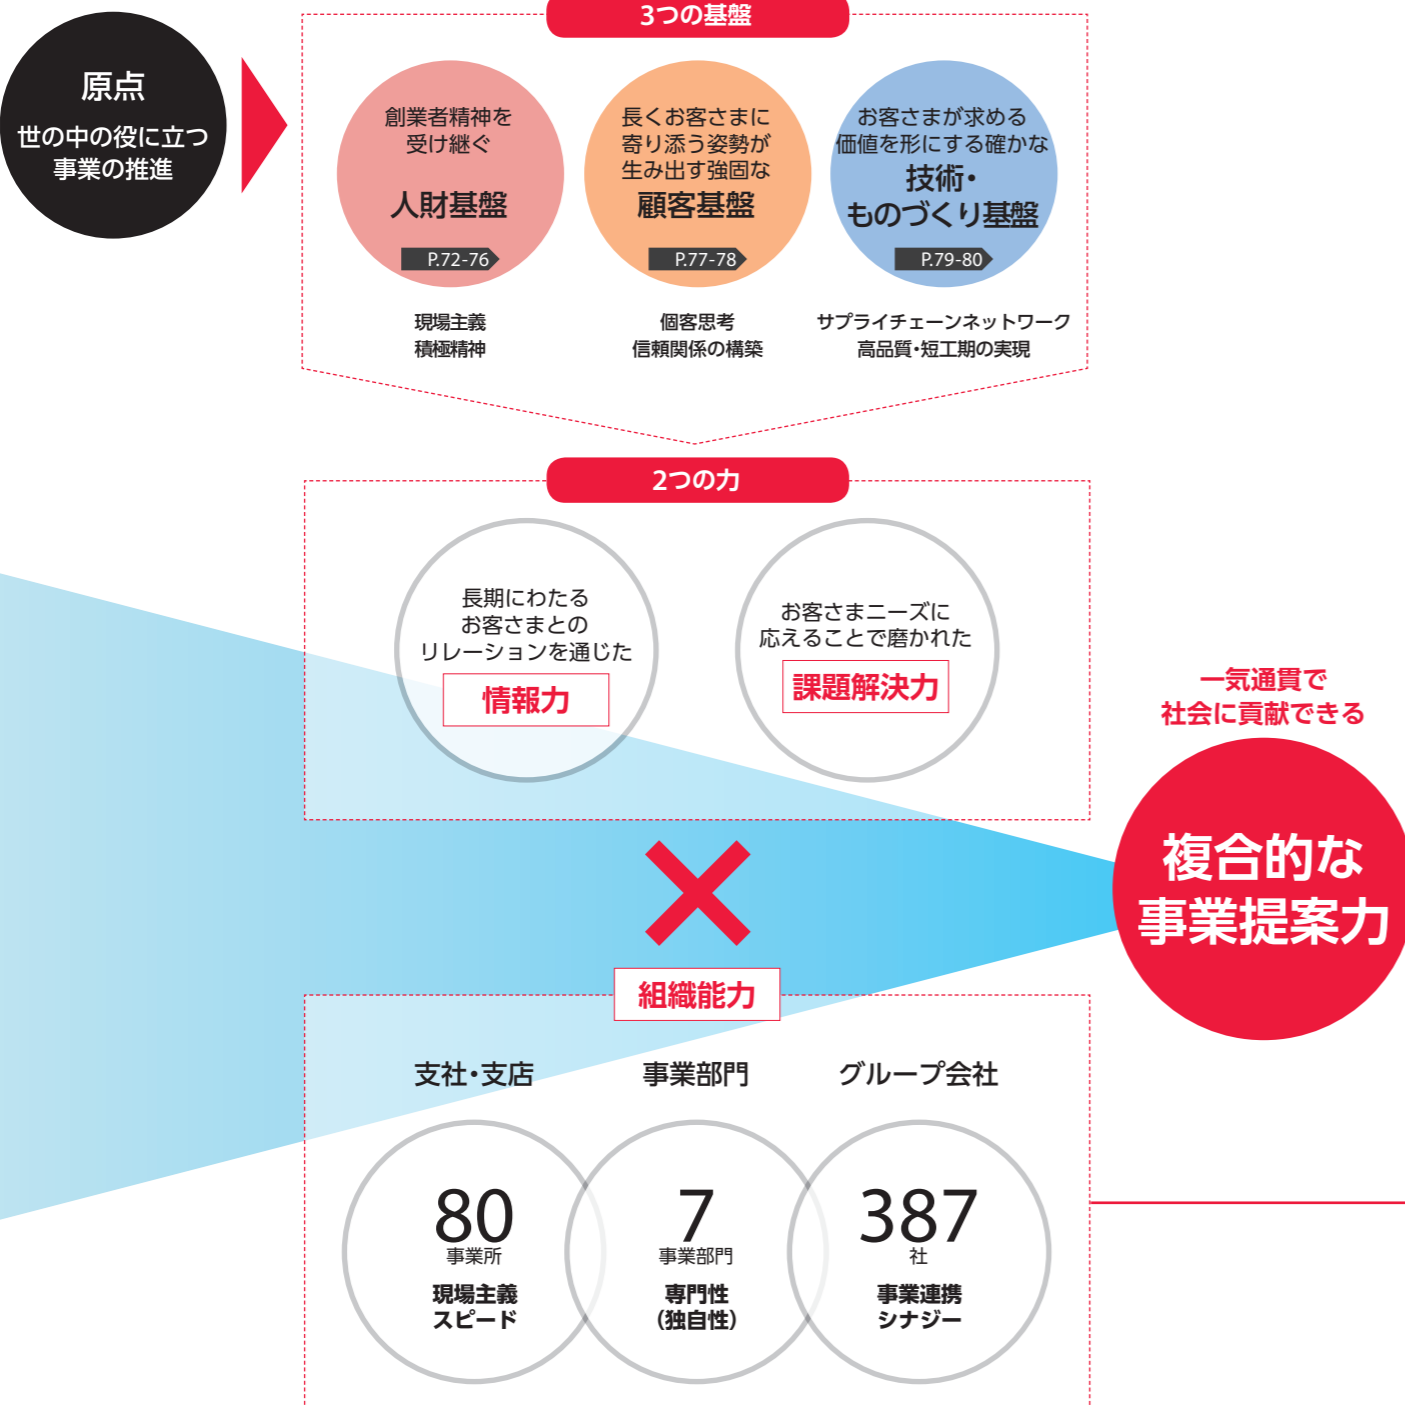 3つの基盤
原点
世の中の役に立つ
事業の推進
創業者精神を
受け継ぐ
人財基盤
P.72-76
現場主義
積極精神
長くお客さまに
寄り添う姿勢が
生み出す強固な
顧客基盤
P.77-78
個客思考
信頼関係の構築
お客さまが求める
価値を形にする確かな
技術・
ものづくり基盤
P.79-80
サプライチェーンネットワーク
高品質・短工期の実現
2つの力
長期にわたる
お客さまとの
リレーションを通じた
情報力
お客さまニーズに
応えることで磨かれた
課題解決力
一気通貫で
社会に貢献できる
複合的な
事業提案力
組織能力
支社・支店
80
事業所
現場主義
スピード
事業部門
7
事業部門
専門性
（独自性）
グループ会社
387
社
事業連携
シナジー